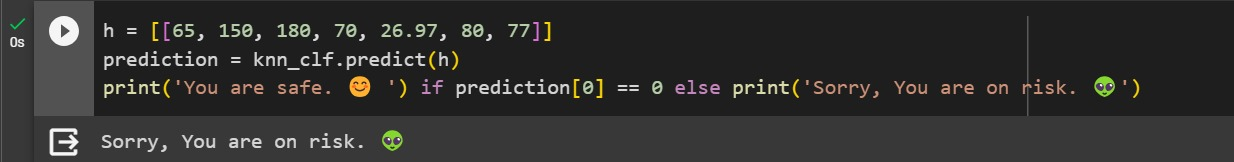 h = [[65, 150, 180, 70, 26.97, 80, 77]]
0s
prediction = knn_clf.predict(h)
print('You are safe. 😊 ') if prediction[0] == 0 else print('Sorry, You are on risk. 👽')
Sorry, You are on risk. 👽